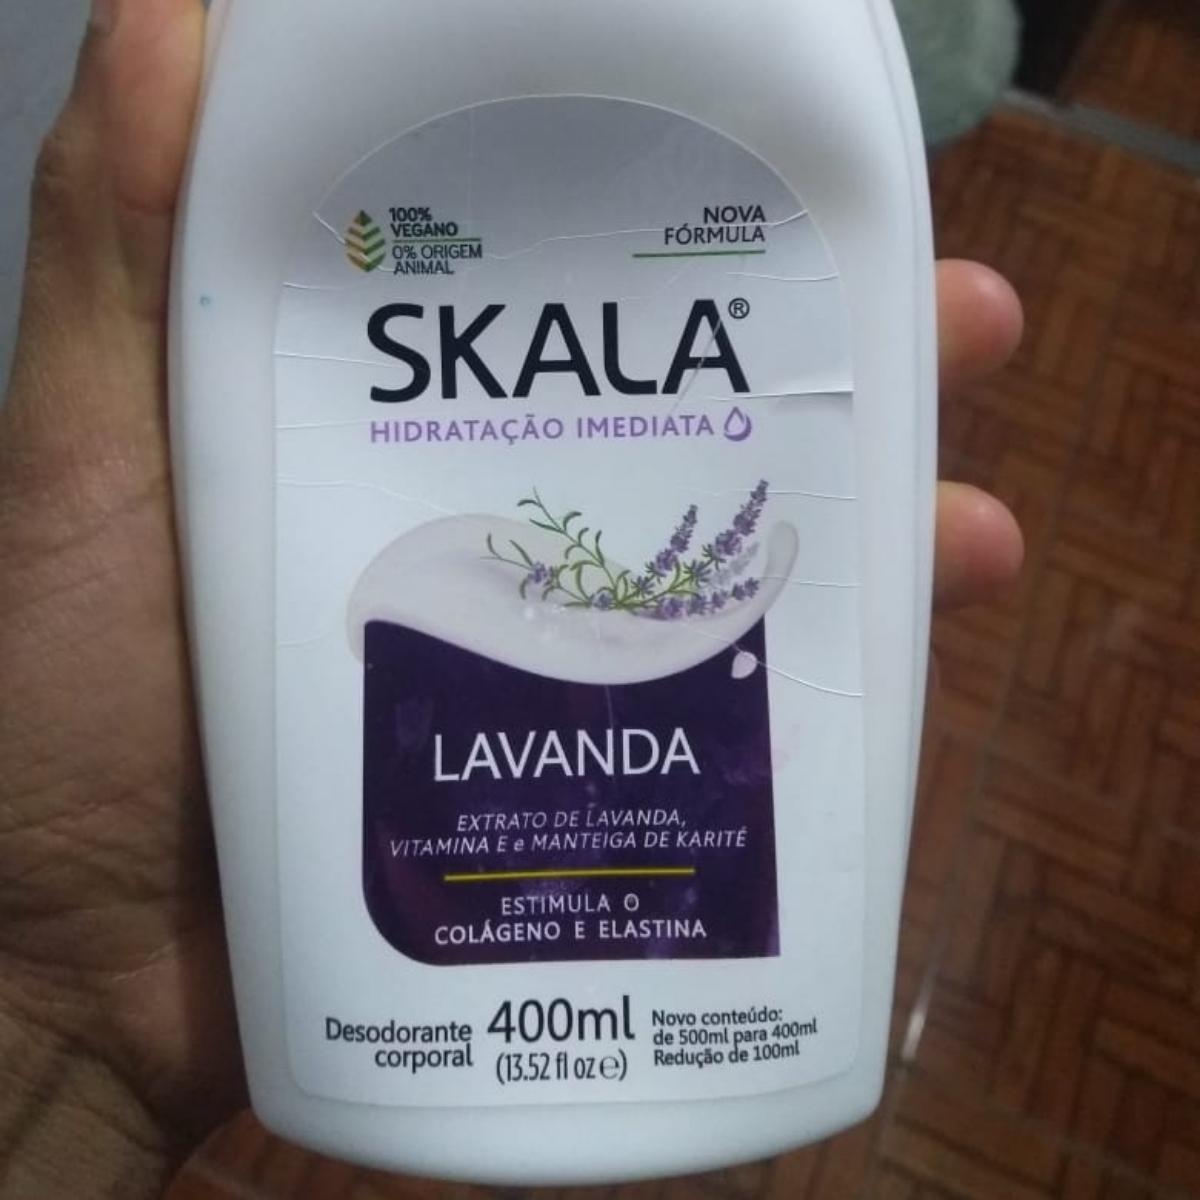 100%
VEGANO
0% ORIGEM
ANIMAL
NOVA
FÓRMULA
SKALA®
HIDRATAÇÃO IMEDIATA
LAVANDA
EXTRATO DE LAVANDA,
VITAMINA E e MANTEIGA DE KARITÉ
ESTIMULA O
COLÁGENO E ELASTINA
Desodorante
corporal
400ml
(13.52 fl oz ℮)
Novo conteúdo:
de 500ml para 400ml
Redução de 100ml